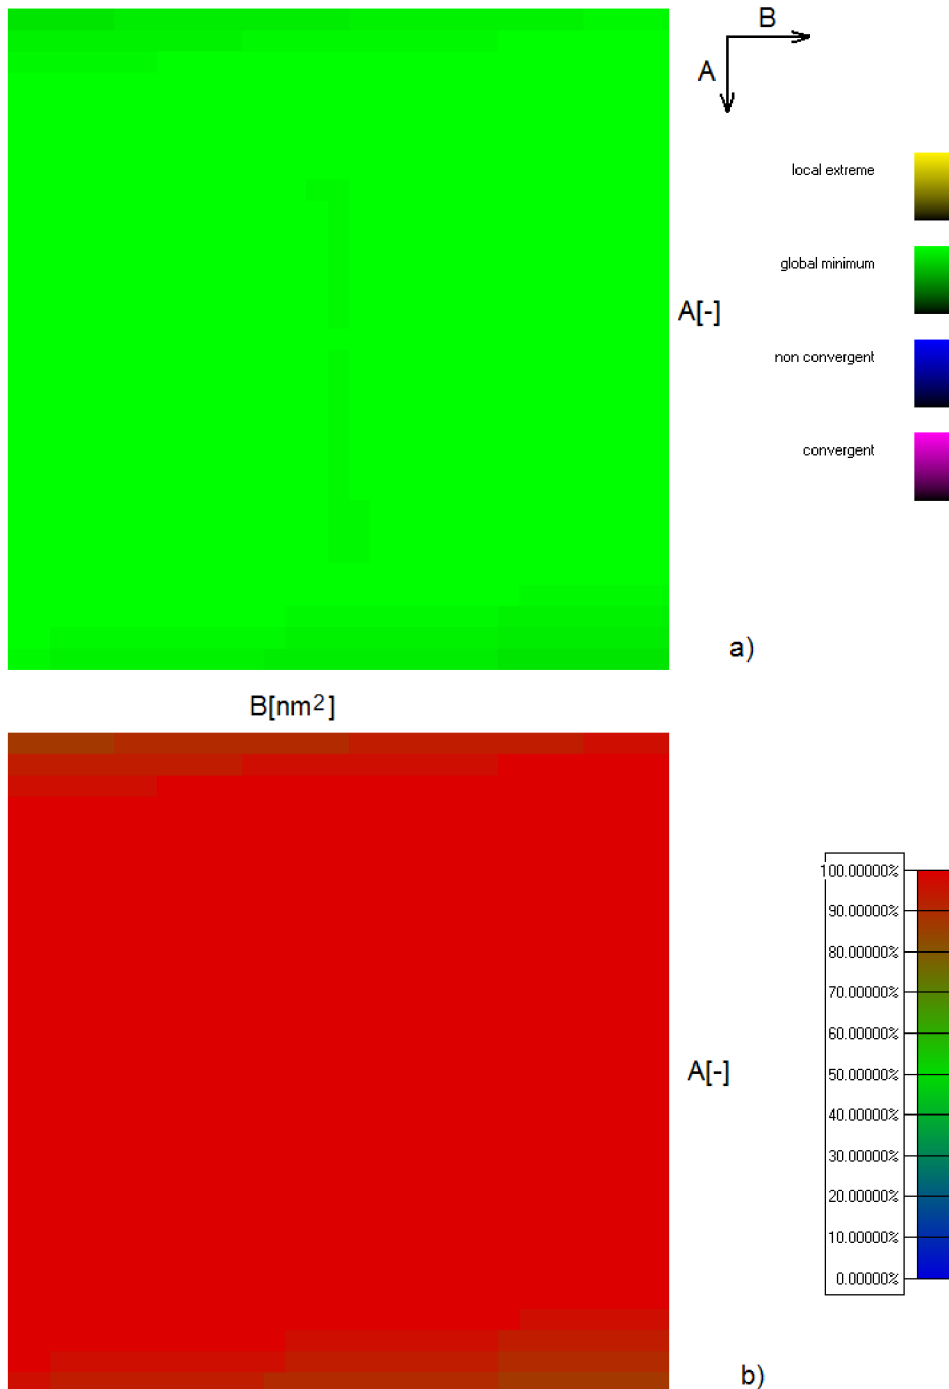 B
A
local extreme
global minimum
A[-]
non convergent
convergent
a)
B[nm²]
100.00000%
90.00000%
80.00000%
70.00000%
60.00000%
50.00000%
A[-]
40.00000%
30.00000%
20.00000%
10.00000%
0.00000%
b)